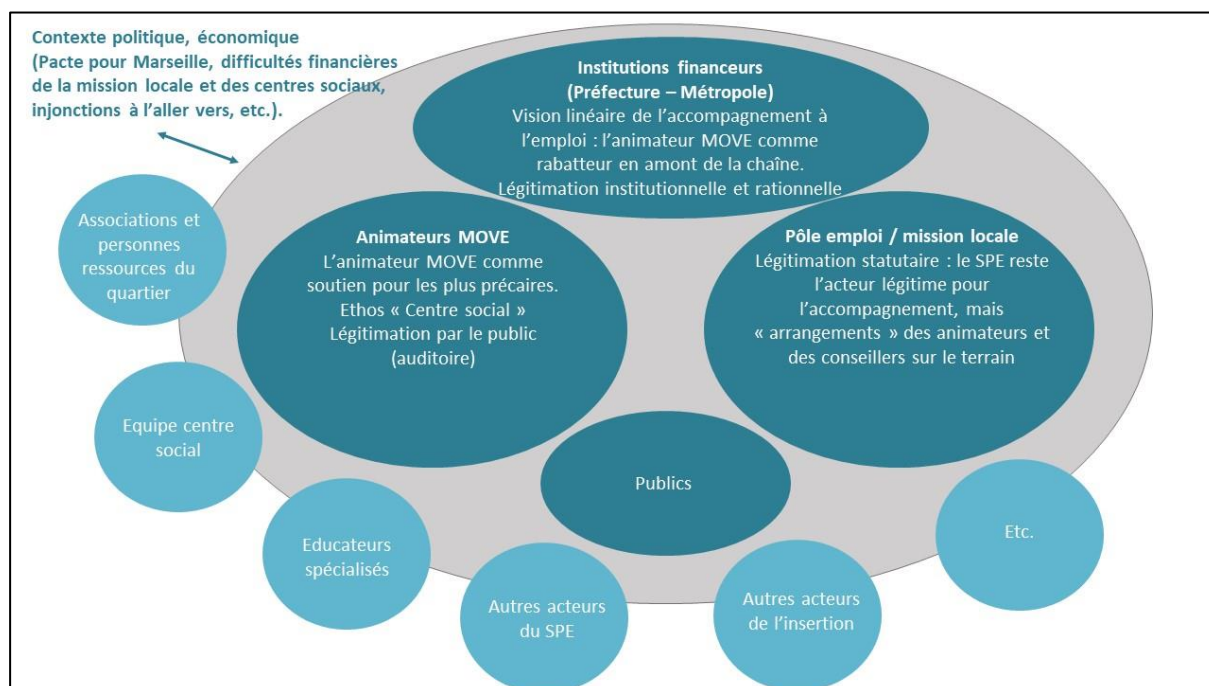 Contexte politique, économique
(Pacte pour Marseille, difficultés financières
de la mission locale et des centres sociaux,
injonctions à l’aller vers, etc.).
Institutions financeurs
(Préfecture – Métropole)
Vision linéaire de l’accompagnement à
l’emploi : l’animateur MOVE comme
rabatteur en amont de la chaîne.
Légitimation institutionnelle et rationnelle
Associations et
personnes
ressources du
quartier
Animateurs MOVE
L’animateur MOVE comme
soutien pour les plus précaires.
Ethos « Centre social »
Légitimation par le public
(auditoire)
Pôle emploi / mission locale
Légitimation statutaire : le SPE reste
l’acteur légitime pour
l’accompagnement, mais
« arrangements » des animateurs et
des conseillers sur le terrain
Equipe centre
social
Publics
Educateurs
spécialisés
Autres acteurs
du SPE
Autres acteurs
de l’insertion
Etc.